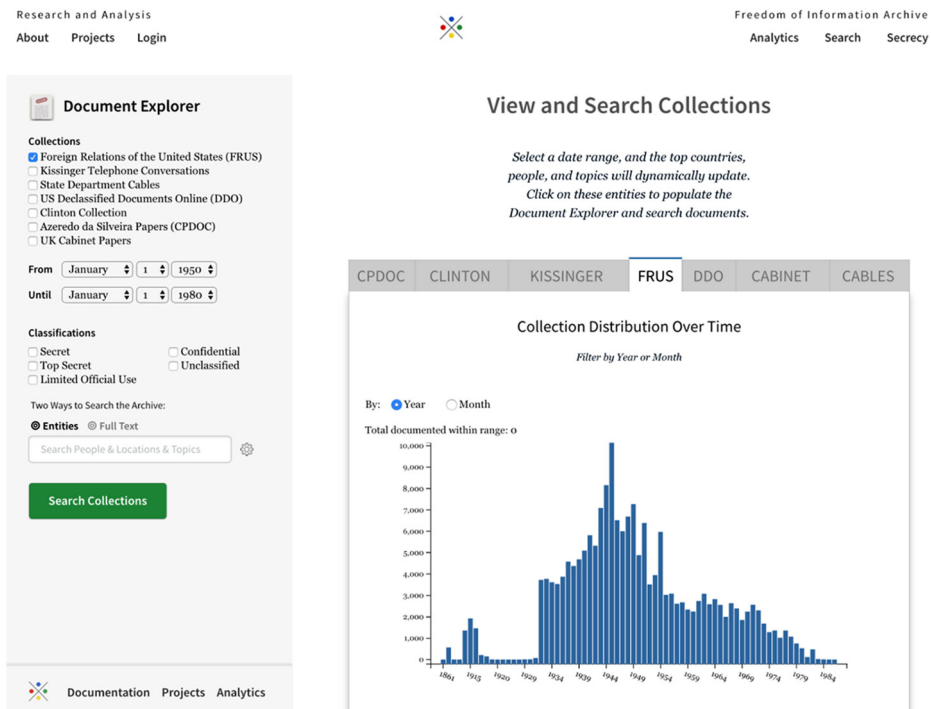 Research and Analysis
About Projects Login
Freedom of Information Archive
Analytics Search Secrecy
Document Explorer
Collections
Foreign Relations of the United States (FRUS)
Kissinger Telephone Conversations
State Department Cables
US Declassified Documents Online (DDO)
Clinton Collection
Azeredo da Silveira Papers (CPDOC)
UK Cabinet Papers
From January 1 1950
Until January 1 1980
Classifications
Secret Confidential
Top Secret Unclassified
Limited Official Use
Two Ways to Search the Archive:
Entities Full Text
Search People & Locations & Topics
Search Collections
Documentation Projects Analytics
View and Search Collections
Select a date range, and the top countries,
people, and topics will dynamically update.
Click on these entities to populate the
Document Explorer and search documents.
CPDOC CLINTON KISSINGER FRUS DDO CABINET CABLES
Collection Distribution Over Time
Filter by Year or Month
By: Year Month
Total documented within range: 0
10,000
9,000
8,000
7,000
6,000
5,000
4,000
3,000
2,000
1,000
0
1861 1915 1920 1929 1934 1939 1944 1949 1954 1959 1964 1969 1974 1979 1984